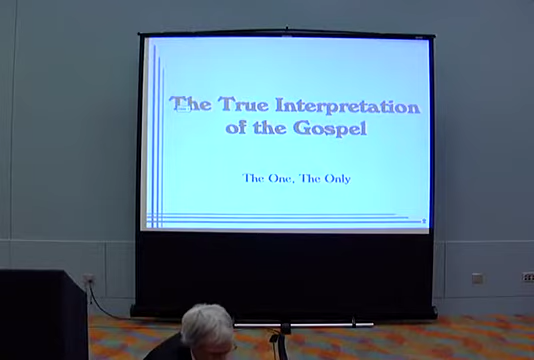 The True Interpretation
of the Gospel
The One, The Only